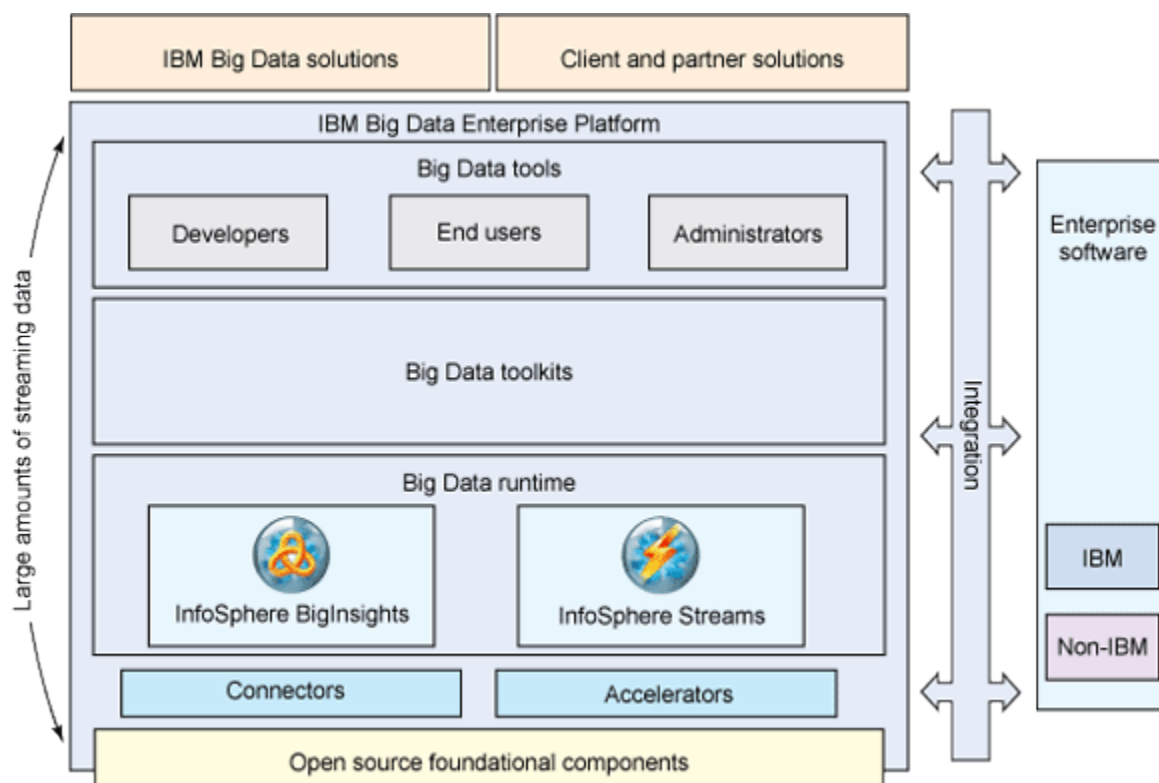 IBM Big Data solutions
Client and partner solutions
IBM Big Data Enterprise Platform
Big Data tools
Developers
End users
Administrators
Big Data toolkits
Big Data runtime
InfoSphere BigInsights
InfoSphere Streams
Connectors
Accelerators
Open source foundational components
Large amounts of streaming data
Integration
Enterprise
software
IBM
Non-IBM